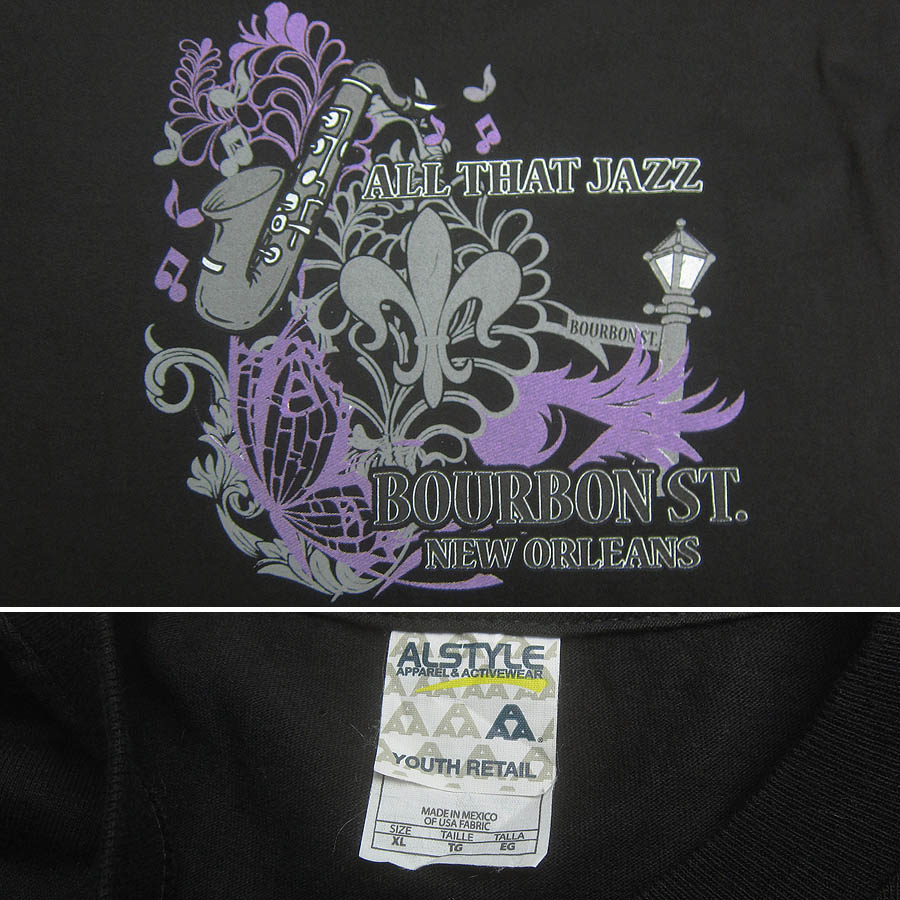 ALL THAT JAZZ
BOURBON ST.
BOURBON ST.
NEW ORLEANS
ALSTYLE
APPAREL & ACTIVEWEAR
AA®
YOUTH RETAIL
MADE IN MEXICO
OF USA FABRIC
SIZE TAILLE TALLA
XL TG EG